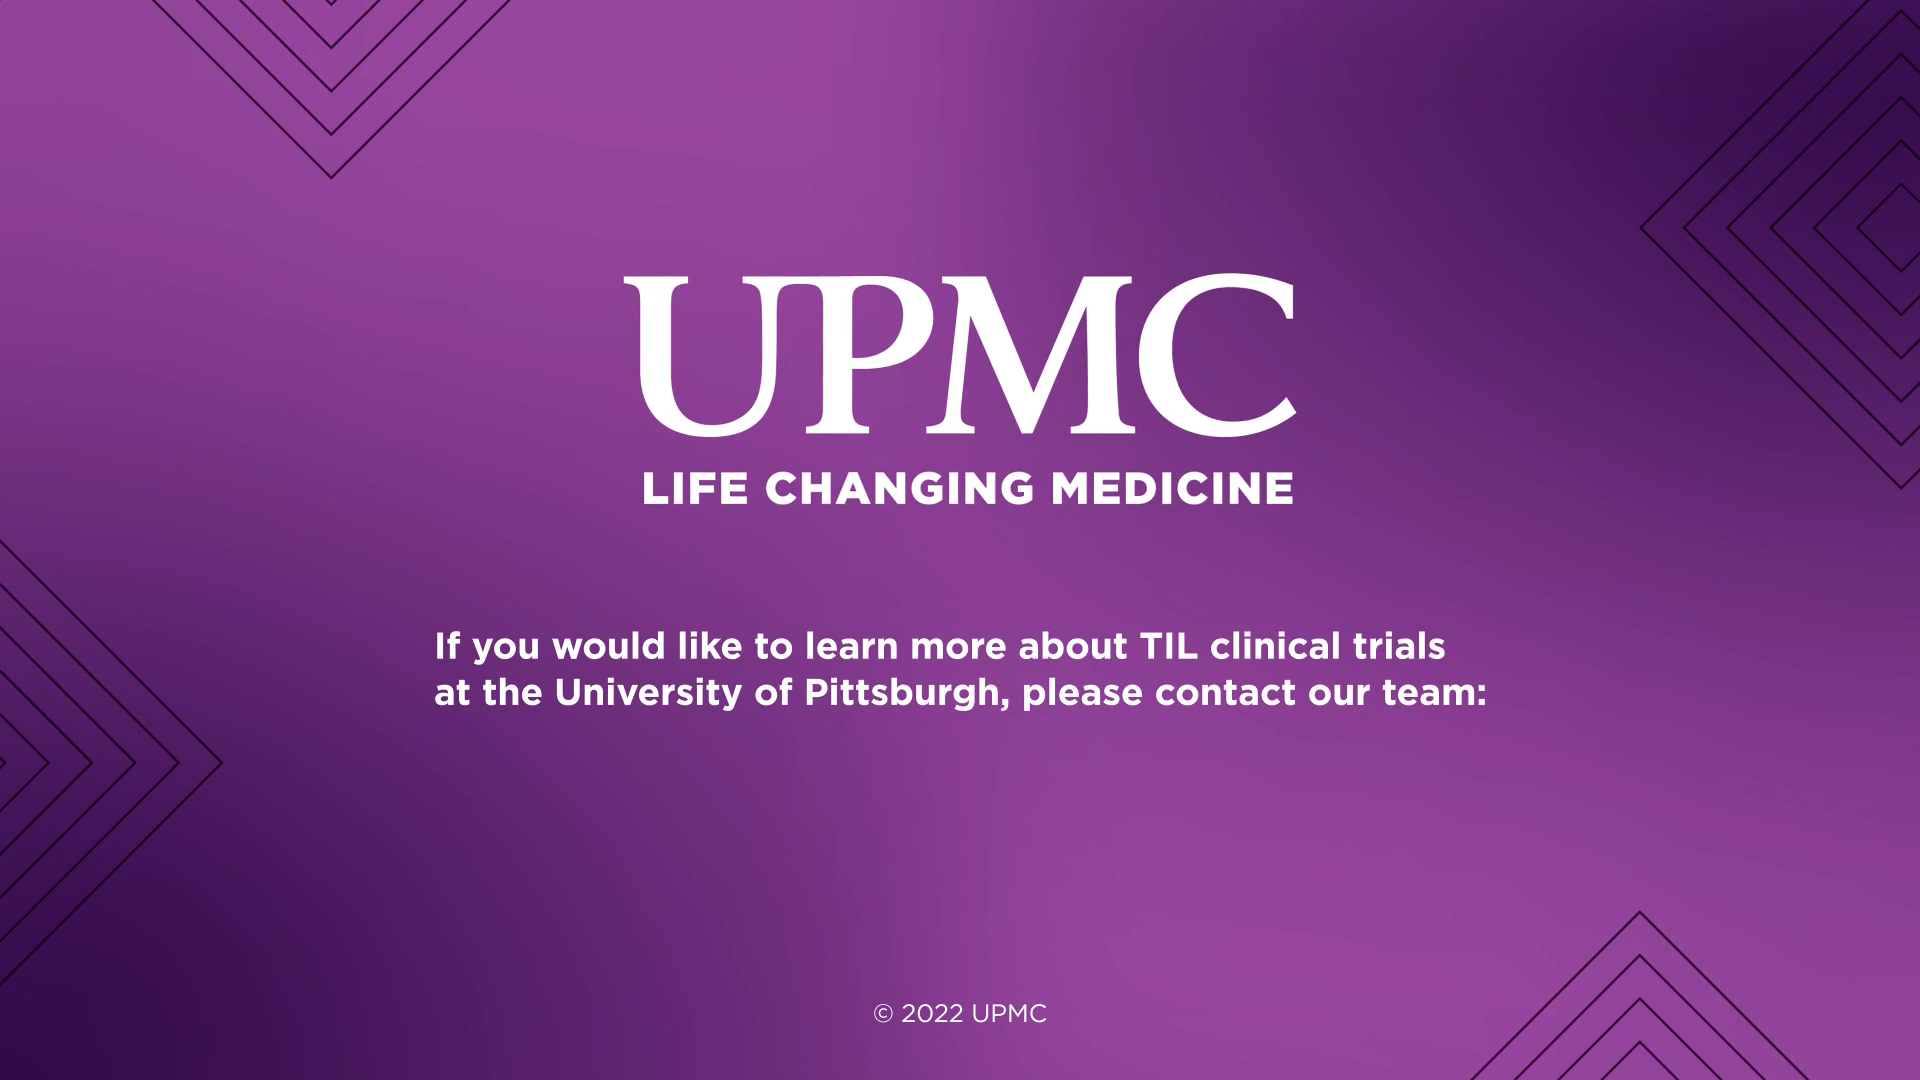 UPMC
LIFE CHANGING MEDICINE
If you would like to learn more about TIL clinical trials
at the University of Pittsburgh, please contact our team:
© 2022 UPMC